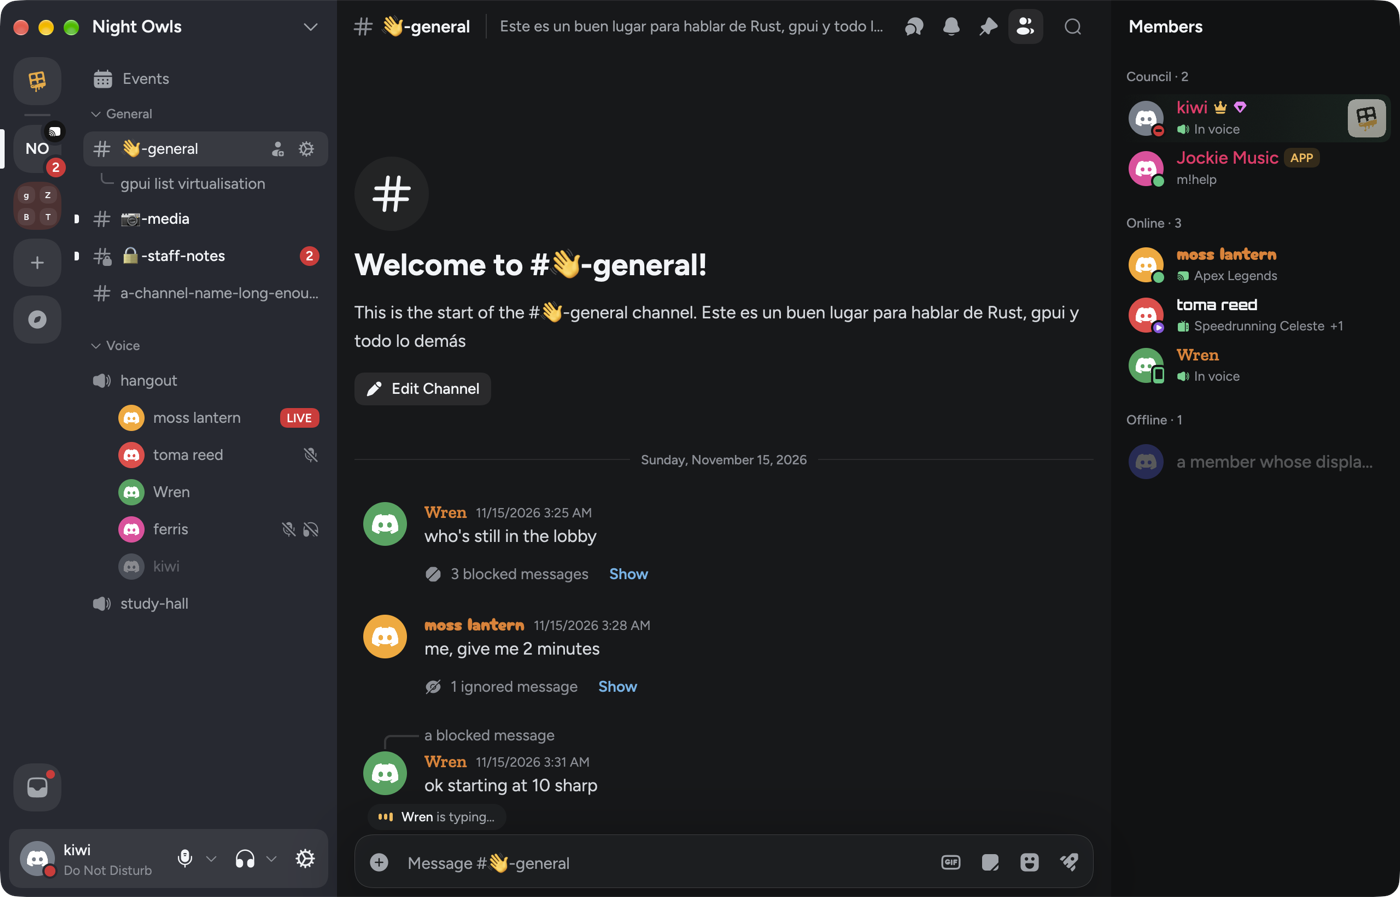 Night Owls
NO
2
g Z
B T
Events
General
👋-general
gpui list virtualisation
📷-media
🔒-staff-notes
2
a-channel-name-long-enou...
Voice
hangout
moss lantern
LIVE
toma reed
Wren
ferris
kiwi
study-hall
kiwi
Do Not Disturb
# 👋-general
Este es un buen lugar para hablar de Rust, gpui y todo l...
Welcome to #👋-general!
This is the start of the #👋-general channel. Este es un buen lugar para hablar de Rust, gpui y
todo lo demás
Edit Channel
Sunday, November 15, 2026
Wren 11/15/2026 3:25 AM
who's still in the lobby
3 blocked messages Show
moss lantern 11/15/2026 3:28 AM
me, give me 2 minutes
1 ignored message Show
a blocked message
Wren 11/15/2026 3:31 AM
ok starting at 10 sharp
Wren is typing...
Message #👋-general
GIF
Members
Council · 2
kiwi
In voice
Jockie Music APP
m!help
Online · 3
moss lantern
Apex Legends
toma reed
Speedrunning Celeste +1
Wren
In voice
Offline · 1
a member whose displa...